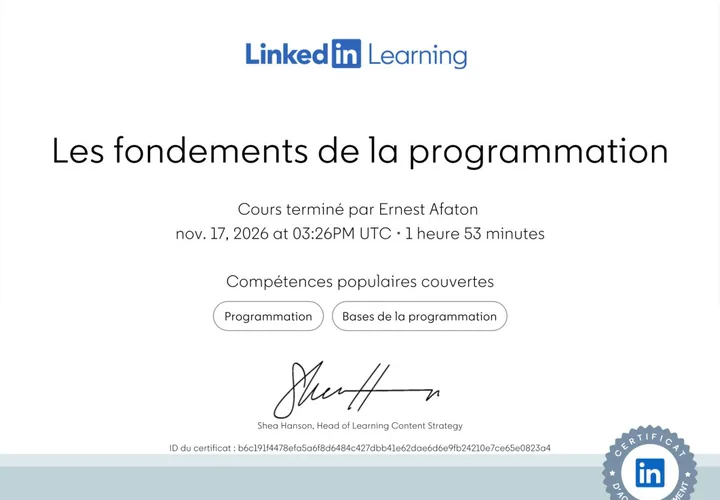 Linkedin Learning
Les fondements de la programmation
Cours terminé par Ernest Afaton
nov. 17, 2026 at 03:26PM UTC • 1 heure 53 minutes
Compétences populaires couvertes
Programmation
Bases de la programmation
Shea Hanson, Head of Learning Content Strategy
ID du certificat : b6c191f4478efa5a6f8d6484c427dbb41e62dae6d6e9fb24210e7ce65e0823a4
CERTIFICAT
in